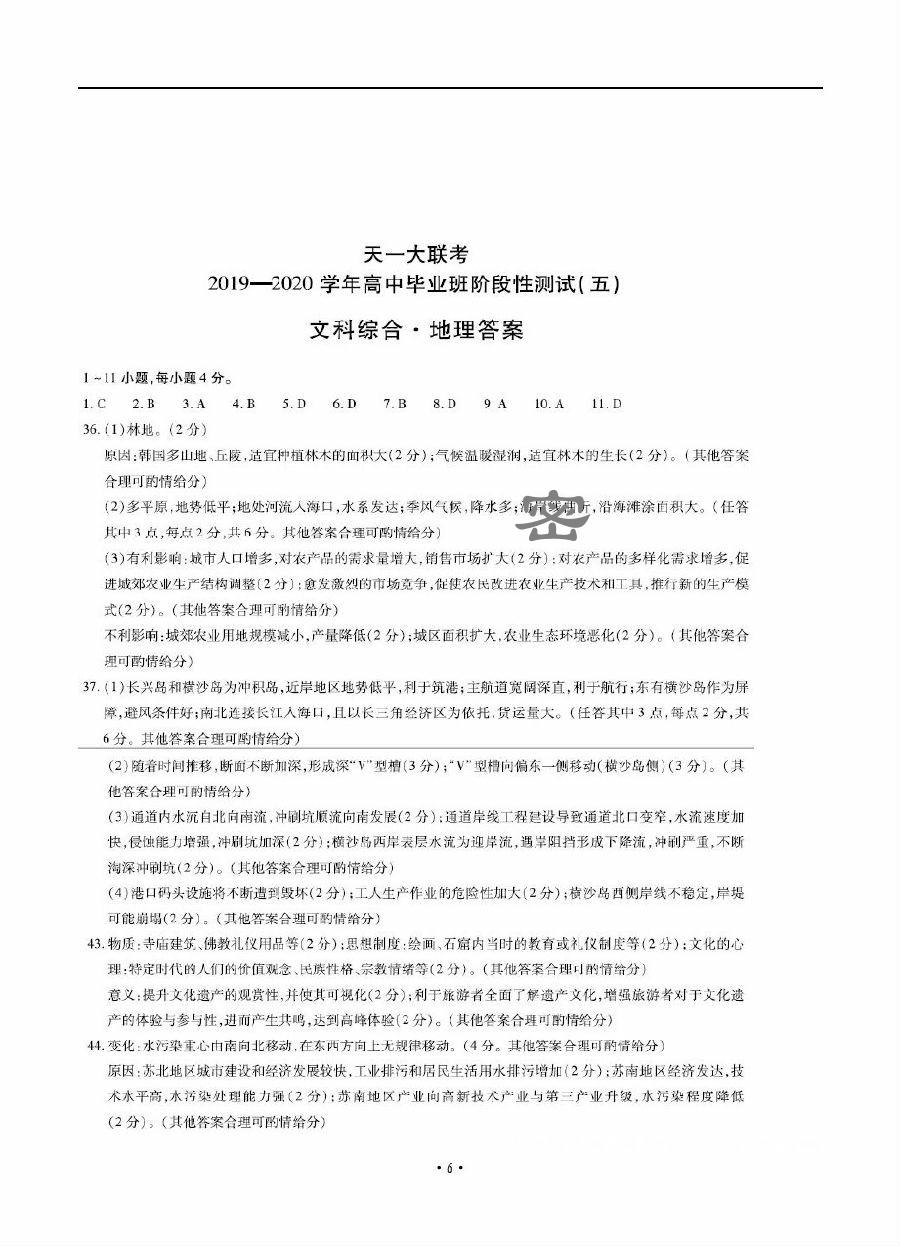 天一大联考
2019—2020 学年高中毕业班阶段性测试(五)
文科综合·地理答案
1~11 小题,每小题4 分。
1. C 2. B 3. A 4. B 5. D 6. D 7. B 8. D 9 A 10. A 11. D
36. (1)林地。(2 分)
原因:韩国多山地、丘陵,适宜种植林木的面积大(2 分);气候温暖湿润,适宜林木的生长(2 分)。(其他答案
合理可酌情给分)
(2)多平原,地势低平;地处河流入海口,水系发达;季风气候,降水多;海岸线曲折,沿海滩涂面积大。(任答
其中 3 点,每点 2 分,共 6 分。其他答案合理可酌情给分)
(3)有利影响:城市人口增多,对农产品的需求量增大,销售市场扩大(2 分);对农产品的多样化需求增多,促
进城郊农业生产结构调整(2 分);愈发激烈的市场竞争,促使农民改进农业生产技术和工具,推行新的生产模
式(2 分)。(其他答案合理可酌情给分)
不利影响:城郊农业用地规模减小,产量降低(2 分);城区面积扩大,农业生态环境恶化(2 分)。(其他答案合
理可酌情给分)
37. (1)长兴岛和横沙岛为冲积岛,近岸地区地势低平,利于筑港;主航道宽阔深直,利于航行;东有横沙岛作为屏
障,避风条件好;南北连接长江入海口,且以长三角经济区为依托,货运量大。(任答其中 3 点,每点 2 分,共
6 分。其他答案合理可酌情给分)
(2)随着时间推移,断面不断加深,形成深“V”型槽(3 分);“V”型槽向偏东一侧移动(横沙岛侧)(3 分)。(其
他答案合理可酌情给分)
(3)通道内水流自北向南流,冲刷坑顺流向南发展(2 分);通道岸线工程建设导致通道北口变窄,水流速度加
快,侵蚀能力增强,冲刷坑加深(2 分);横沙岛西岸表层水流为迎岸流,遇岸阻挡形成下降流,冲刷严重,不断
淘深冲刷坑(2 分)。(其他答案合理可酌情给分)
(4)港口码头设施将不断遭到毁坏(2 分);工人生产作业的危险性加大(2 分);横沙岛西侧岸线不稳定,岸堤
可能崩塌(2 分)。(其他答案合理可酌情给分)
43. 物质:寺庙建筑、佛教礼仪用品等(2 分);思想制度:绘画、石窟内当时的教育或礼仪制度等(2 分);文化的心
理:特定时代的人们的价值观念、民族性格、宗教情绪等(2 分)。(其他答案合理可酌情给分)
意义:提升文化遗产的观赏性,并使其可视化(2 分);利于旅游者全面了解遗产文化,增强旅游者对于文化遗
产的体验与参与性,进而产生共鸣,达到高峰体验(2 分)。(其他答案合理可酌情给分)
44. 变化:水污染重心由南向北移动,在东西方向上无规律移动。(4 分。其他答案合理可酌情给分)
原因:苏北地区城市建设和经济发展较快,工业排污和居民生活用水排污增加(2 分);苏南地区经济发达,技
术水平高,水污染处理能力强(2 分);苏南地区产业向高新技术产业与第三产业升级,水污染程度降低
(2 分)。(其他答案合理可酌情给分)
密
• 6 •